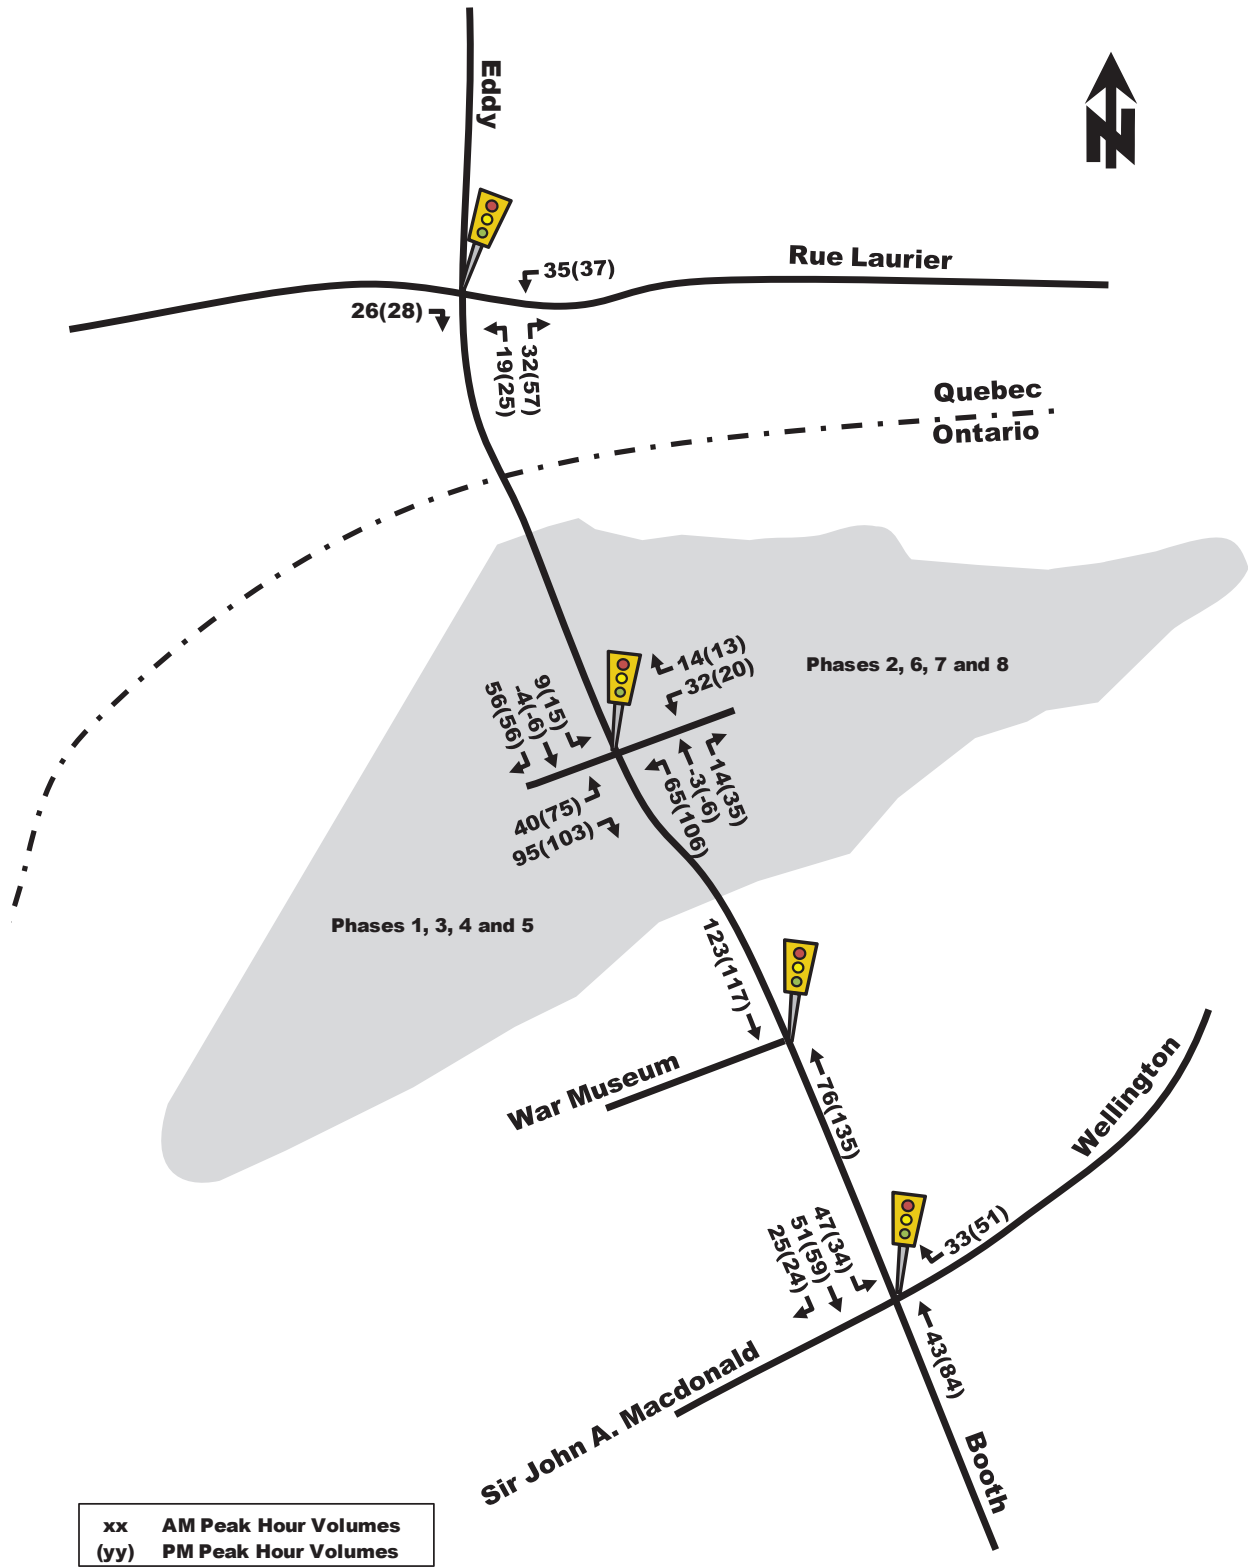 Eddy
N
35(37)
Rue Laurier
26(28)
19(25)
32(57)
Quebec
Ontario
14(13)
32(20)
Phases 2, 6, 7 and 8
9(15)
-4(-6)
56(56)
40(75)
95(103)
65(106)
-3(-6)
14(35)
Phases 1, 3, 4 and 5
123(117)
War Museum
76(135)
Wellington
47(34)
51(59)
25(24)
33(51)
Sir John A. Macdonald
43(84)
Booth
xx AM Peak Hour Volumes
(yy) PM Peak Hour Volumes